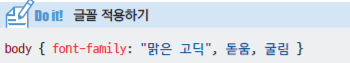 Do it! 글꼴 적용하기
body { font-family: "맑은 고딕", 돋움, 굴림 }